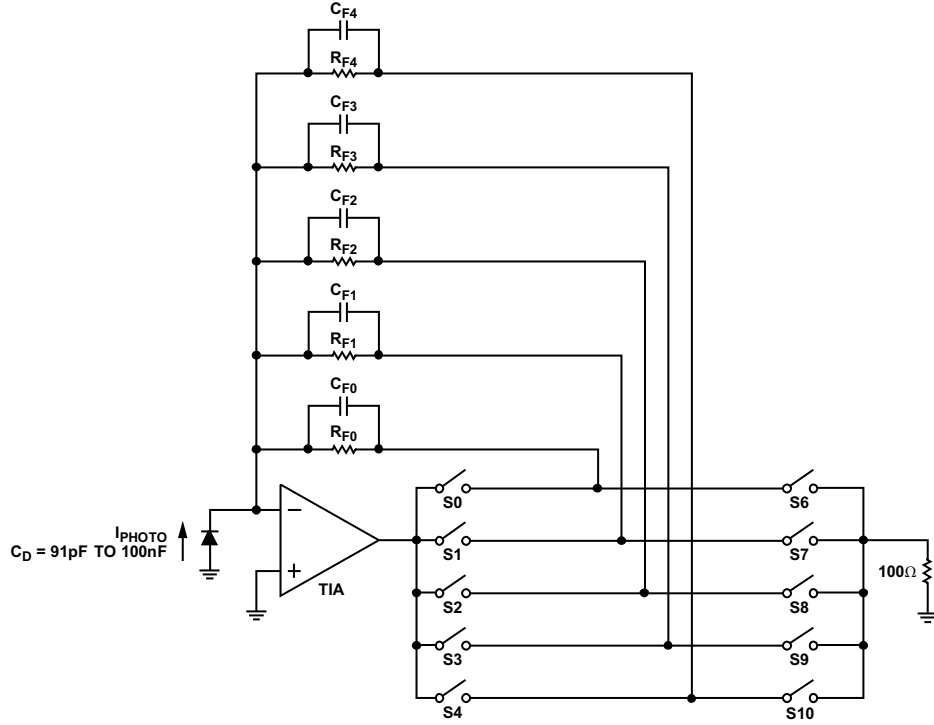 CF4
RF4
CF3
RF3
CF2
RF2
CF1
RF1
CF0
RF0
S0
S6
IPHOTO
CD = 91pF TO 100nF
–
+
TIA
S1
S7
100Ω
S2
S8
S3
S9
S4
S10